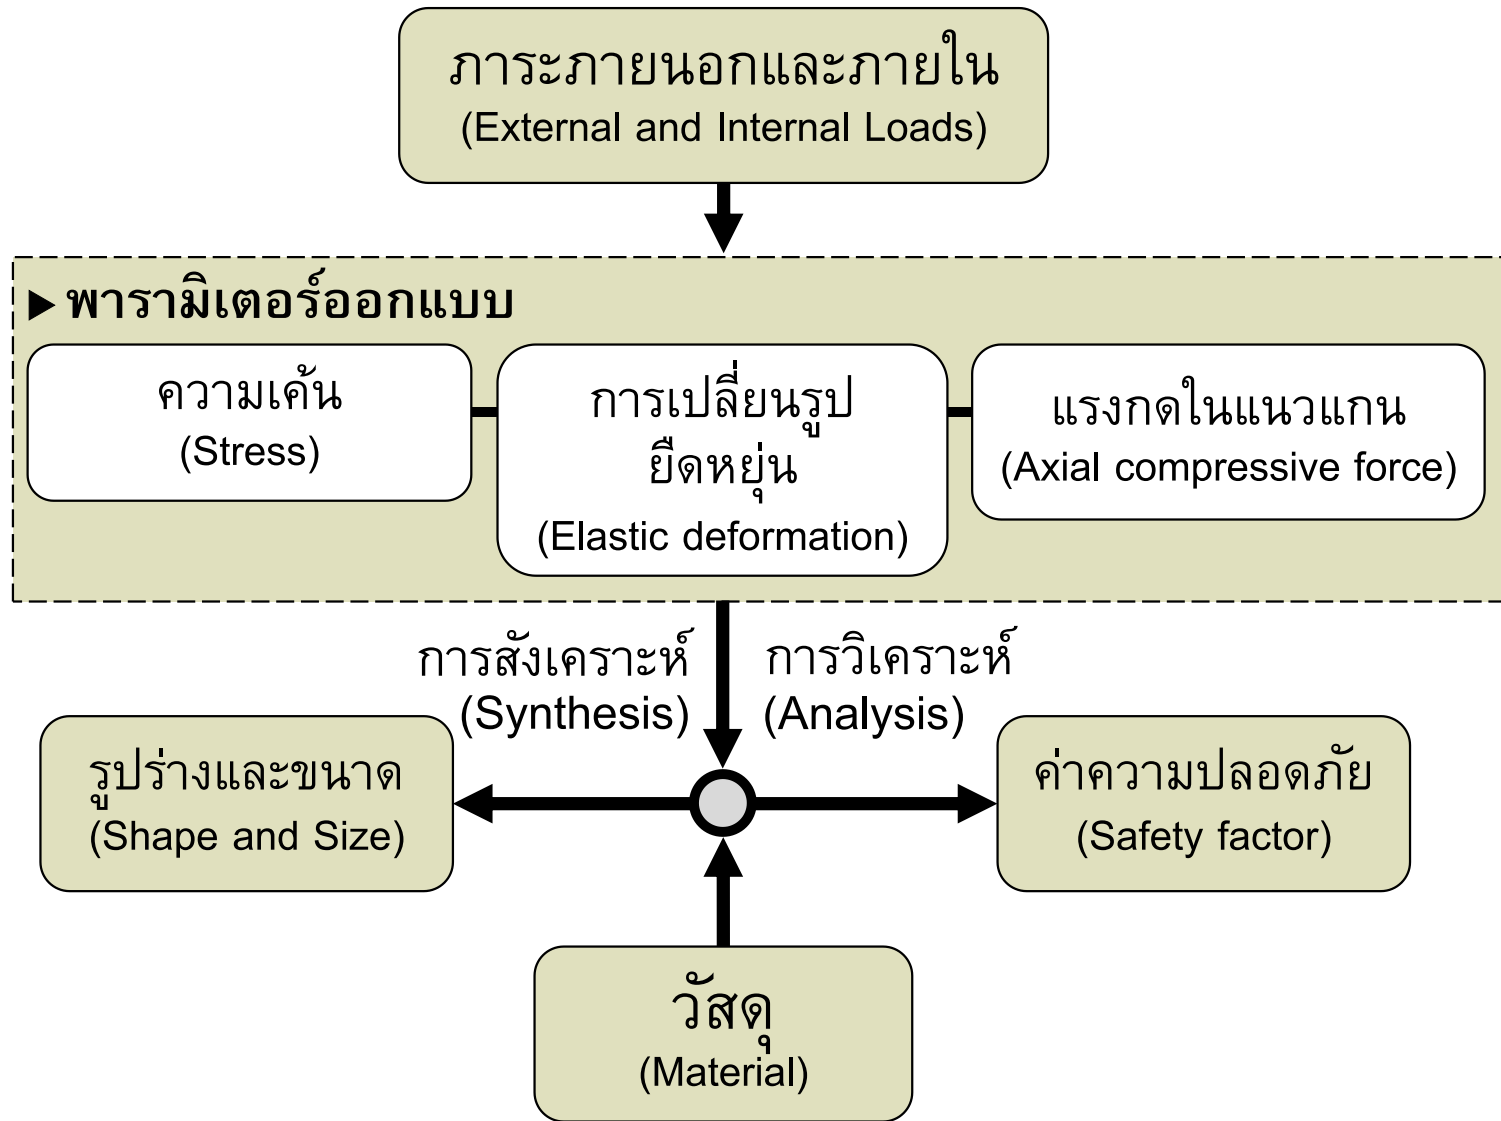 ภาระภายนอกและภายใน
(External and Internal Loads)
▶ พารามิเตอร์ออกแบบ
ความเค้น
(Stress)
การเปลี่ยนรูป
ยืดหยุ่น
(Elastic deformation)
แรงกดในแนวแกน
(Axial compressive force)
การสังเคราะห์
(Synthesis)
การวิเคราะห์
(Analysis)
รูปร่างและขนาด
(Shape and Size)
ค่าความปลอดภัย
(Safety factor)
วัสดุ
(Material)